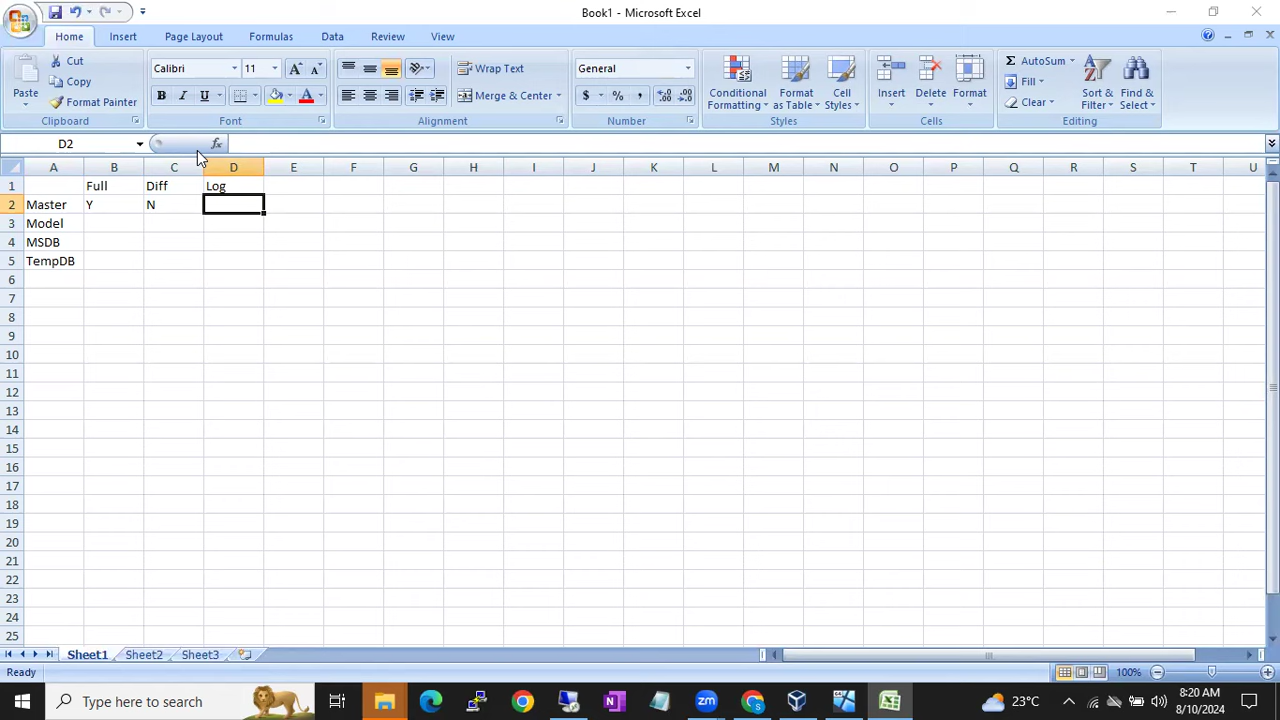 Book1 - Microsoft Excel
Home Insert Page Layout Formulas Data Review View
Paste Cut Copy Format Painter Clipboard
Calibri 11 B I U A Font
Wrap Text Merge & Center Alignment
General $ % , Number
Conditional Formatting Format as Table Cell Styles Styles
Insert Delete Format Cells
Σ AutoSum Fill Clear Sort & Filter Find & Select Editing
D2 fx
A B C D E F G H I J K L M N O P Q R S T U
1 Full Diff Log
2 Master Y N
3 Model
4 MSDB
5 TempDB
6
7
8
9
10
11
12
13
14
15
16
17
18
19
20
21
22
23
24
25
Sheet1 Sheet2 Sheet3
Ready 100%
Type here to search 23°C 8:20 AM
8/10/2024